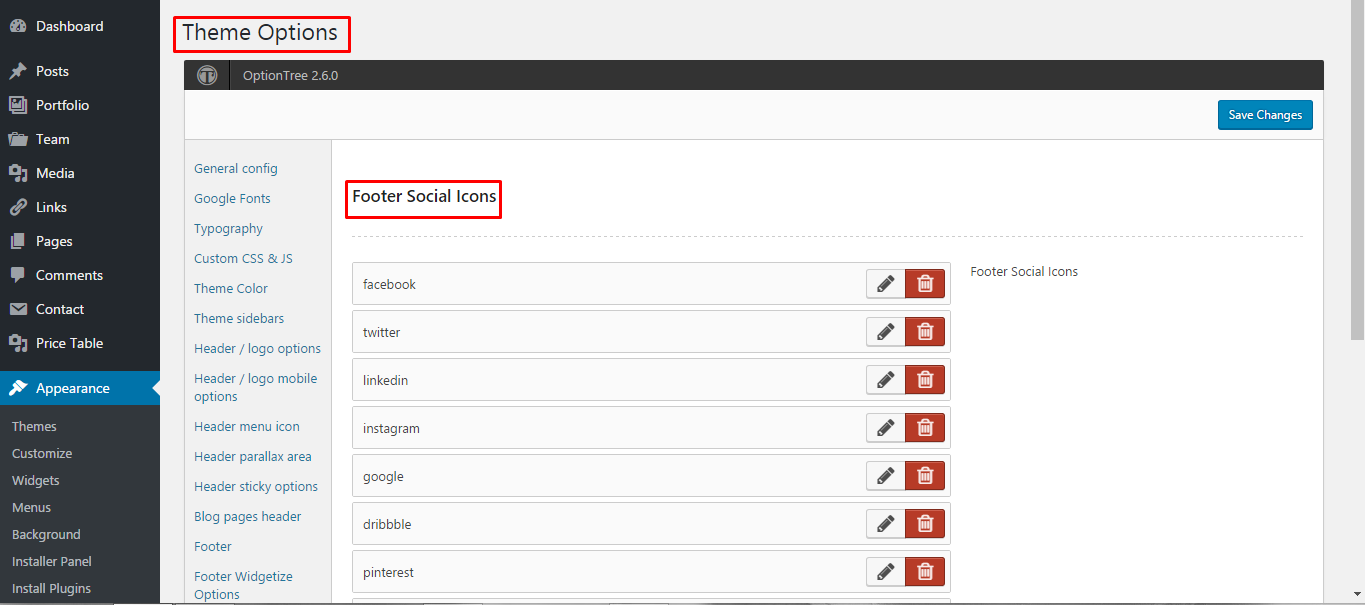 Dashboard
Posts
Portfolio
Team
Media
Links
Pages
Comments
Contact
Price Table
Appearance
Themes
Customize
Widgets
Menus
Background
Installer Panel
Install Plugins
Theme Options
OptionTree 2.6.0
Save Changes
General config
Google Fonts
Typography
Custom CSS & JS
Theme Color
Theme sidebars
Header / logo options
Header / logo mobile
options
Header menu icon
Header parallax area
Header sticky options
Blog pages header
Footer
Footer Widgetize
Options
Footer Social Icons
facebook
twitter
linkedin
instagram
google
dribbble
pinterest
Footer Social Icons